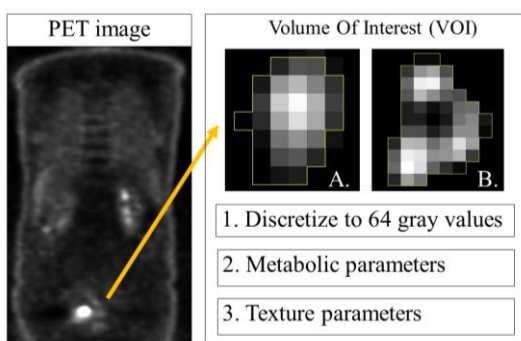 PET image
Volume Of Interest (VOI)
A.
B.
1. Discretize to 64 gray values
2. Metabolic parameters
3. Texture parameters